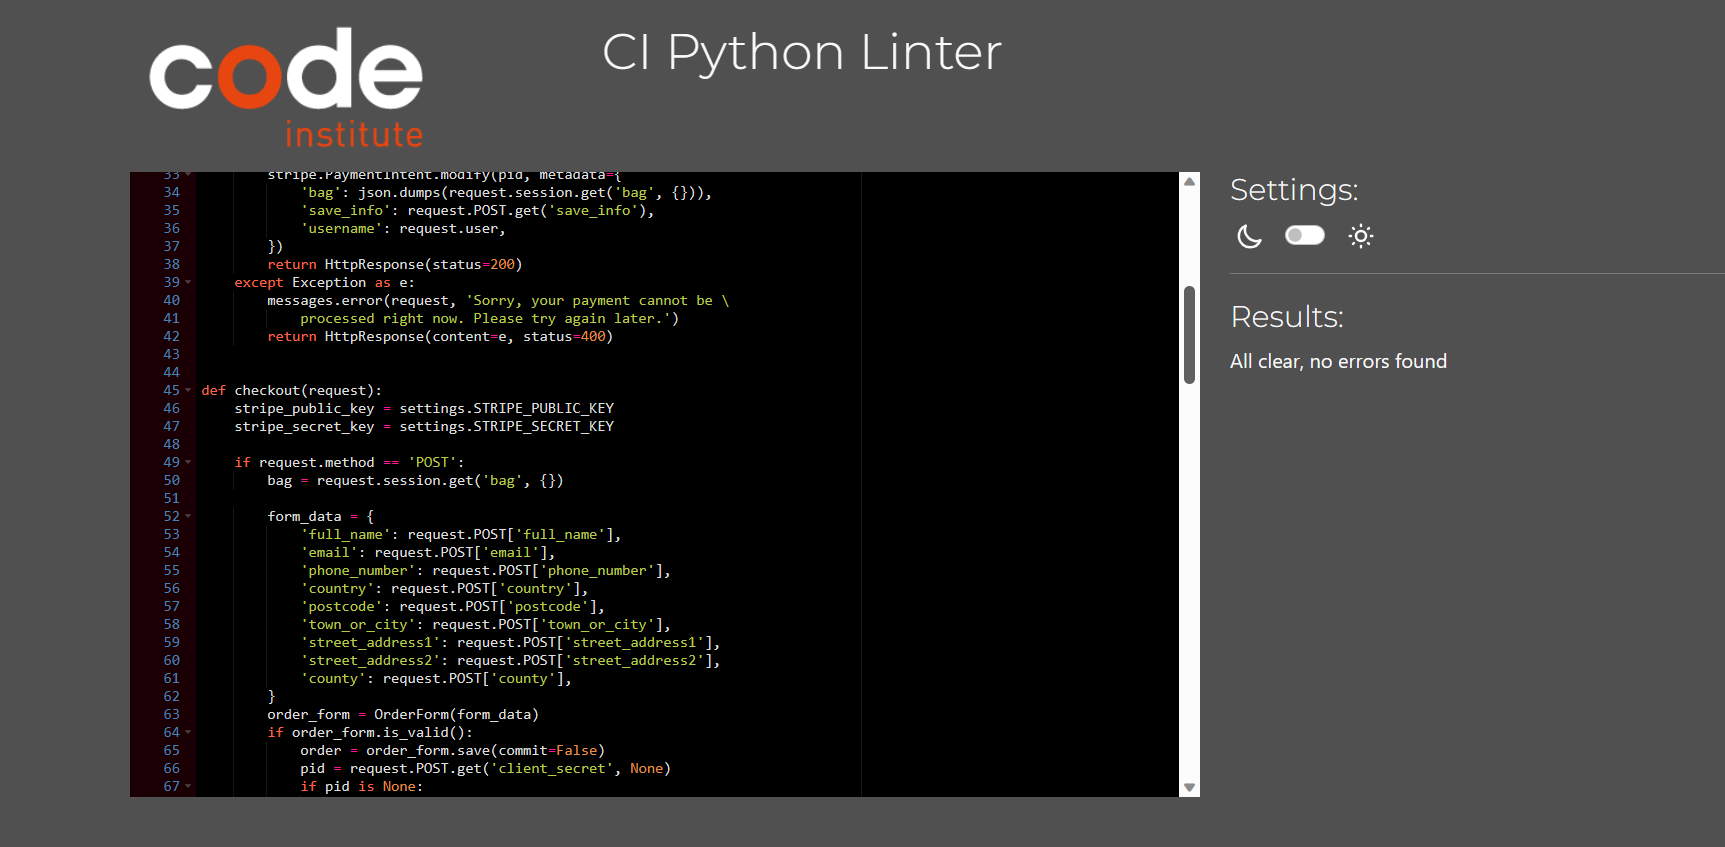 code
institute
CI Python Linter
33 stripe.PaymentIntent.modify(pid, metadata={
34 'bag': json.dumps(request.session.get('bag', {})),
35 'save_info': request.POST.get('save_info'),
36 'username': request.user,
37 })
38 return HttpResponse(status=200)
39 except Exception as e:
40 messages.error(request, 'Sorry, your payment cannot be \
41 processed right now. Please try again later.')
42 return HttpResponse(content=e, status=400)
43
44
45 def checkout(request):
46 stripe_public_key = settings.STRIPE_PUBLIC_KEY
47 stripe_secret_key = settings.STRIPE_SECRET_KEY
48
49 if request.method == 'POST':
50 bag = request.session.get('bag', {})
51
52 form_data = {
53 'full_name': request.POST['full_name'],
54 'email': request.POST['email'],
55 'phone_number': request.POST['phone_number'],
56 'country': request.POST['country'],
57 'postcode': request.POST['postcode'],
58 'town_or_city': request.POST['town_or_city'],
59 'street_address1': request.POST['street_address1'],
60 'street_address2': request.POST['street_address2'],
61 'county': request.POST['county'],
62 }
63 order_form = OrderForm(form_data)
64 if order_form.is_valid():
65 order = order_form.save(commit=False)
66 pid = request.POST.get('client_secret', None)
67 if pid is None:
Settings:
Results:
All clear, no errors found